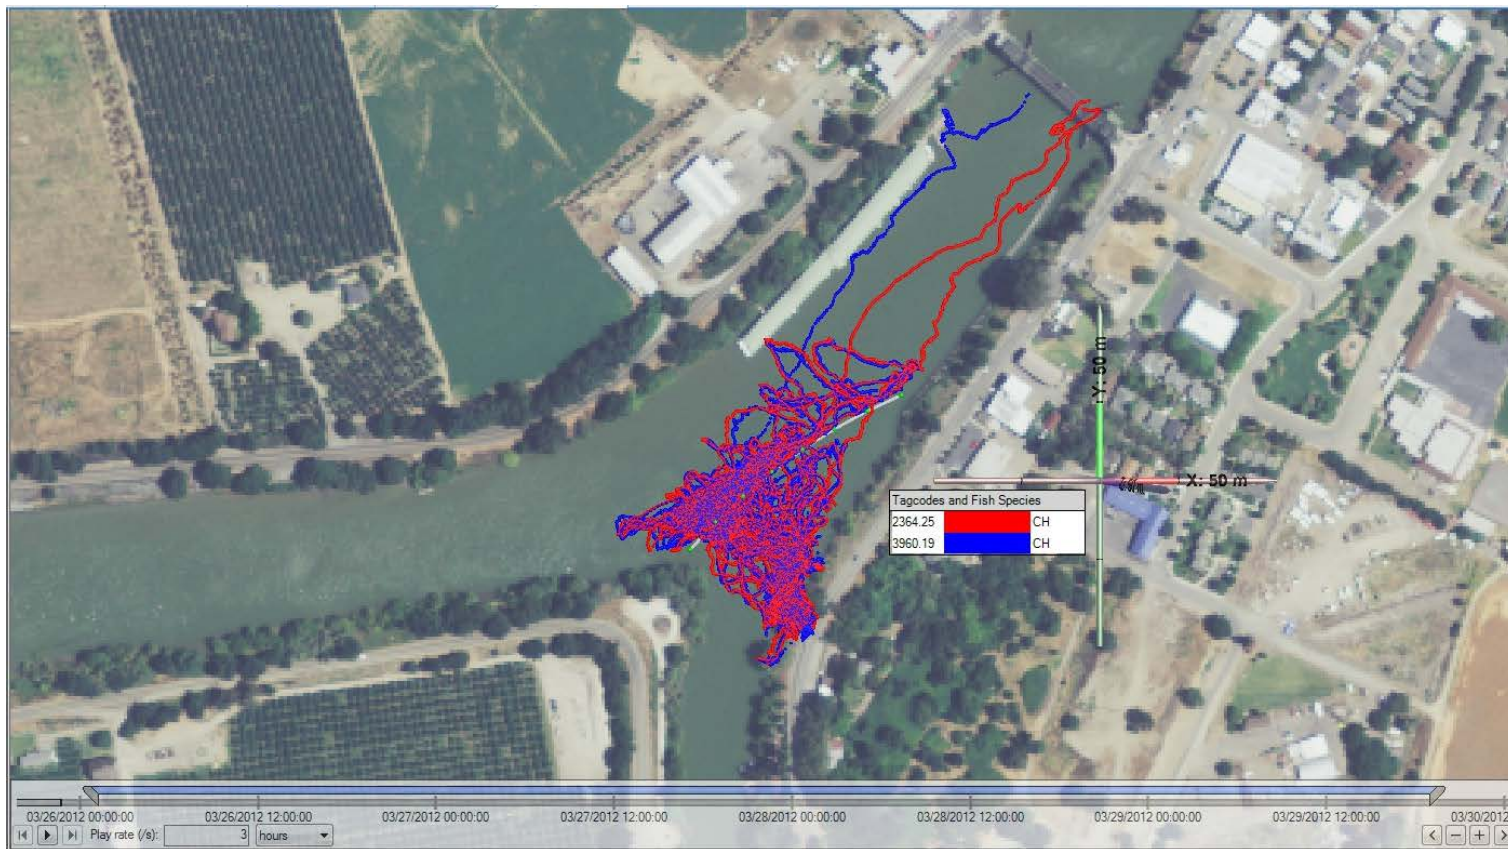 Y: 50 m
X: 50 m
Tagcodes and Fish Species
2364.25 CH
3960.19 CH
03/26/2012 00:00:00 03/26/2012 12:00:00 03/27/2012 00:00:00 03/27/2012 12:00:00 03/28/2012 00:00:00 03/28/2012 12:00:00 03/29/2012 00:00:00 03/29/2012 12:00:00 03/30/2012
Play rate (/s): 3 hours